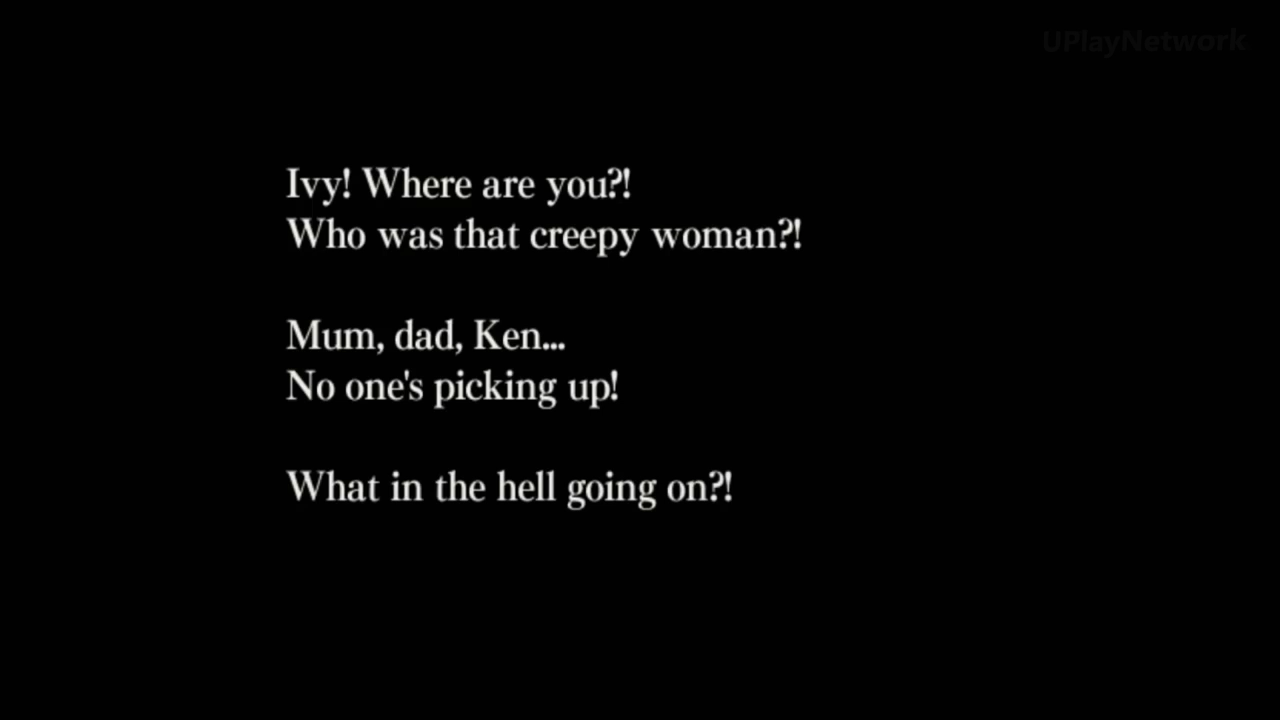 UPlayNetwork
Ivy! Where are you?!
Who was that creepy woman?!
Mum, dad, Ken...
No one's picking up!
What in the hell going on?!